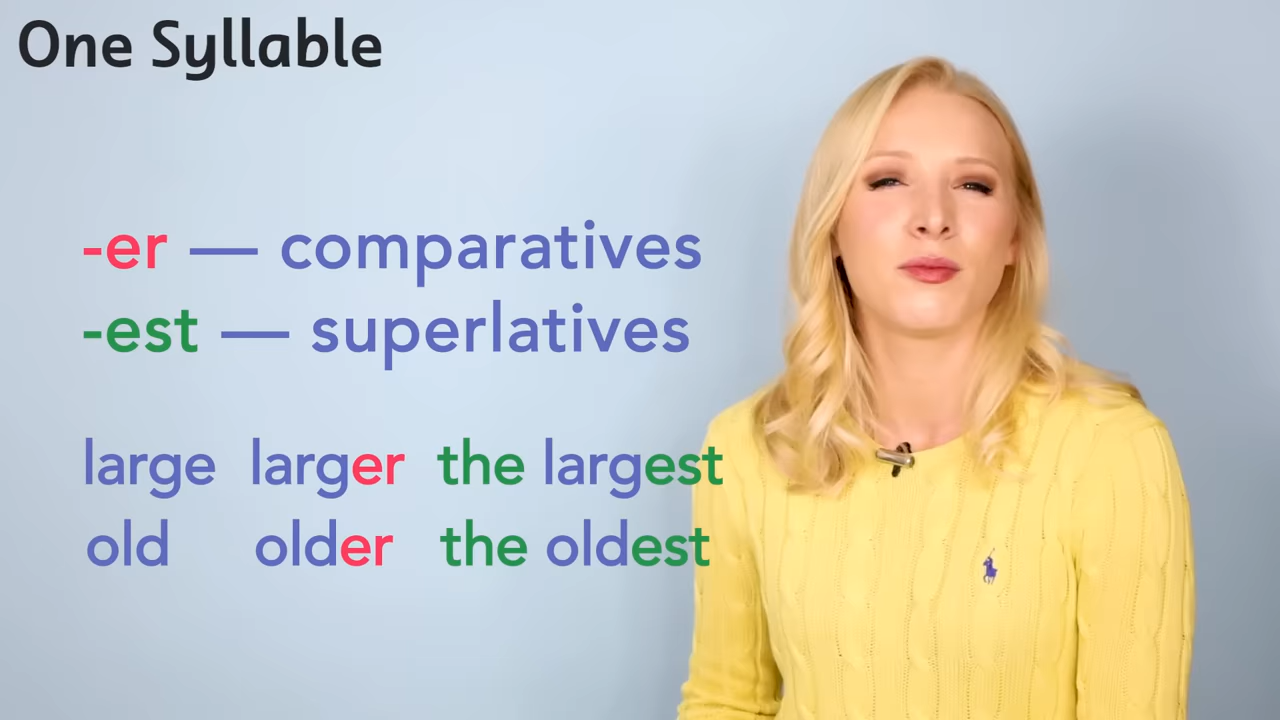 One Syllable
-er — comparatives
-est — superlatives
large larger the largest
old older the oldest